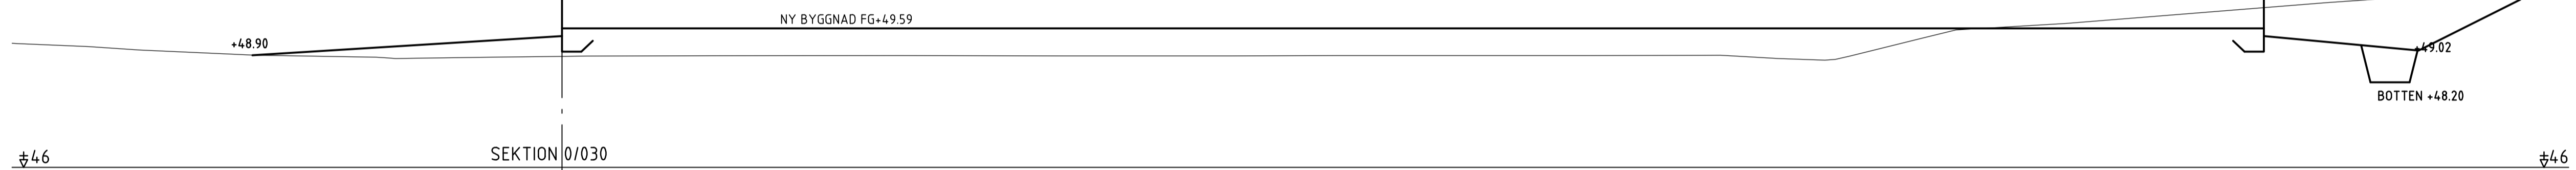 NY BYGGNAD FG+49.59
+48.90
+49.02
BOTTEN +48.20
SEKTION 0/030
±46
±46